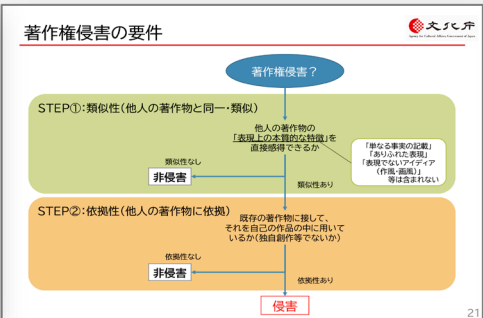 著作権侵害の要件
文化庁
著作権侵害？
STEP①：類似性（他人の著作物と同一・類似）
他人の著作物の
「表現上の本質的な特徴」を
直接感得できるか
「単なる事実の記載」
「ありふれた表現」
「表現でないアイディア
（作風・画風）」
等は含まれない
類似性なし
非侵害
類似性あり
STEP②：依拠性（他人の著作物に依拠）
既存の著作物に接して、
それを自己の作品の中に用いて
いるか（独自創作等でないか）
依拠性なし
非侵害
依拠性あり
侵害
21